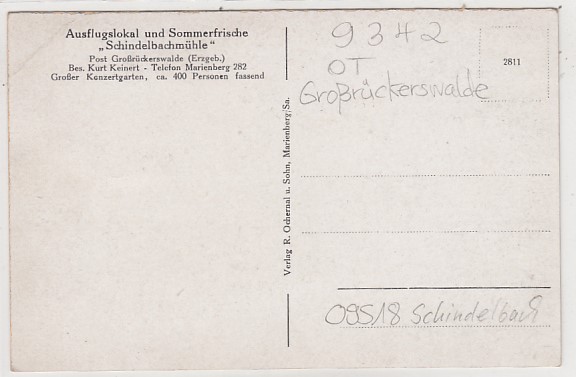 Ausflugslokal und Sommerfrische
„Schindelbachmühle“
Post Großrückerswalde (Erzgeb.)
Bes. Kurt Keinert - Telefon Marienberg 282
Großer Konzertgarten, ca. 400 Personen fassend
Verlag R. Ochernal u. Sohn, Marienberg/Sa.
9342
OT
Großrückerswalde
2811
09518 Schindelbach